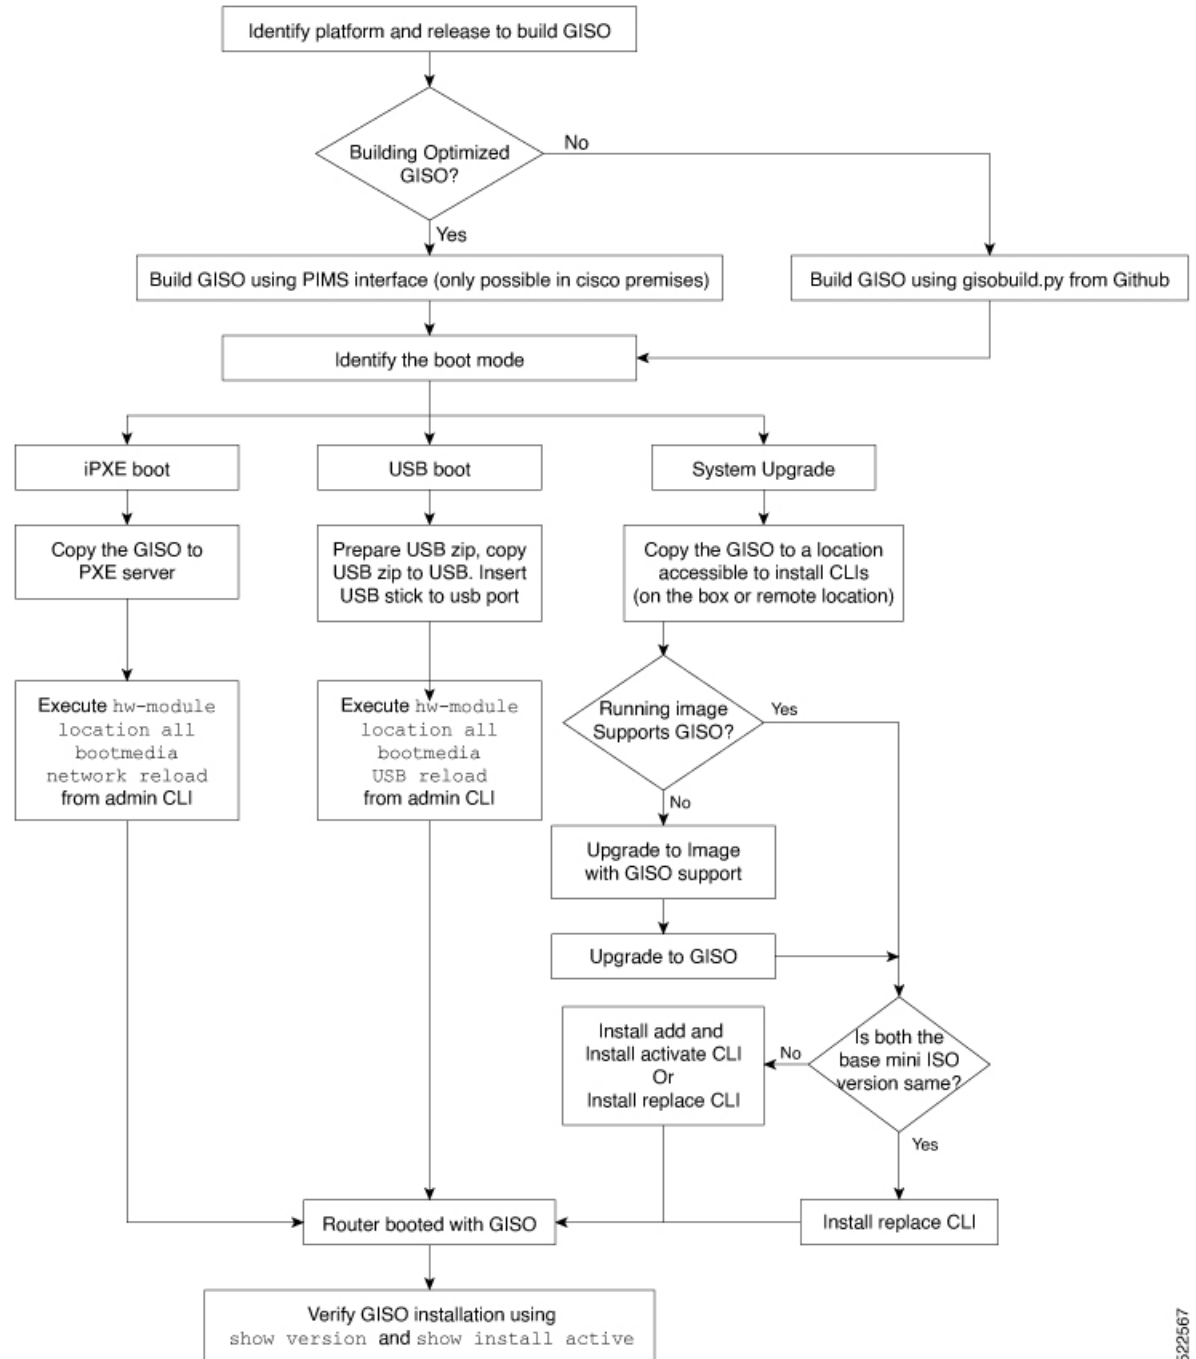 Identify platform and release to build GISO
Building Optimized
GISO?
No
Yes
Build GISO using PIMS interface (only possible in cisco premises)
Build GISO using gisobuild.py from Github
Identify the boot mode
iPXE boot
USB boot
System Upgrade
Copy the GISO to
PXE server
Prepare USB zip, copy
USB zip to USB. Insert
USB stick to usb port
Copy the GISO to a location
accessible to install CLIs
(on the box or remote location)
Execute hw-module
location all
bootmedia
network reload
from admin CLI
Execute hw-module
location all
bootmedia
USB reload
from admin CLI
Running image
Supports GISO?
Yes
No
Upgrade to Image
with GISO support
Upgrade to GISO
Install add and
Install activate CLI
Or
Install replace CLI
No
Is both the
base mini ISO
version same?
Yes
Router booted with GISO
Install replace CLI
Verify GISO installation using
show version and show install active
522567